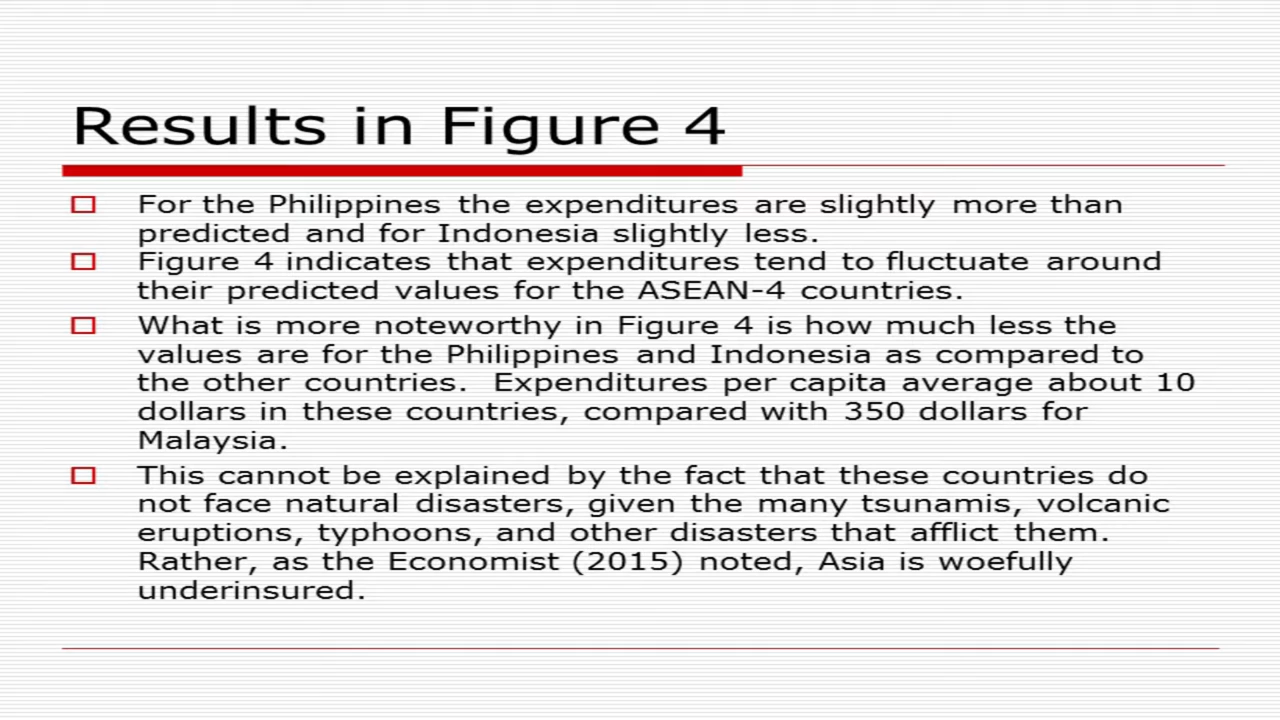 Results in Figure 4
For the Philippines the expenditures are slightly more than
predicted and for Indonesia slightly less.
Figure 4 indicates that expenditures tend to fluctuate around
their predicted values for the ASEAN-4 countries.
What is more noteworthy in Figure 4 is how much less the
values are for the Philippines and Indonesia as compared to
the other countries.  Expenditures per capita average about 10
dollars in these countries, compared with 350 dollars for
Malaysia.
This cannot be explained by the fact that these countries do
not face natural disasters, given the many tsunamis, volcanic
eruptions, typhoons, and other disasters that afflict them.
Rather, as the Economist (2015) noted, Asia is woefully
underinsured.